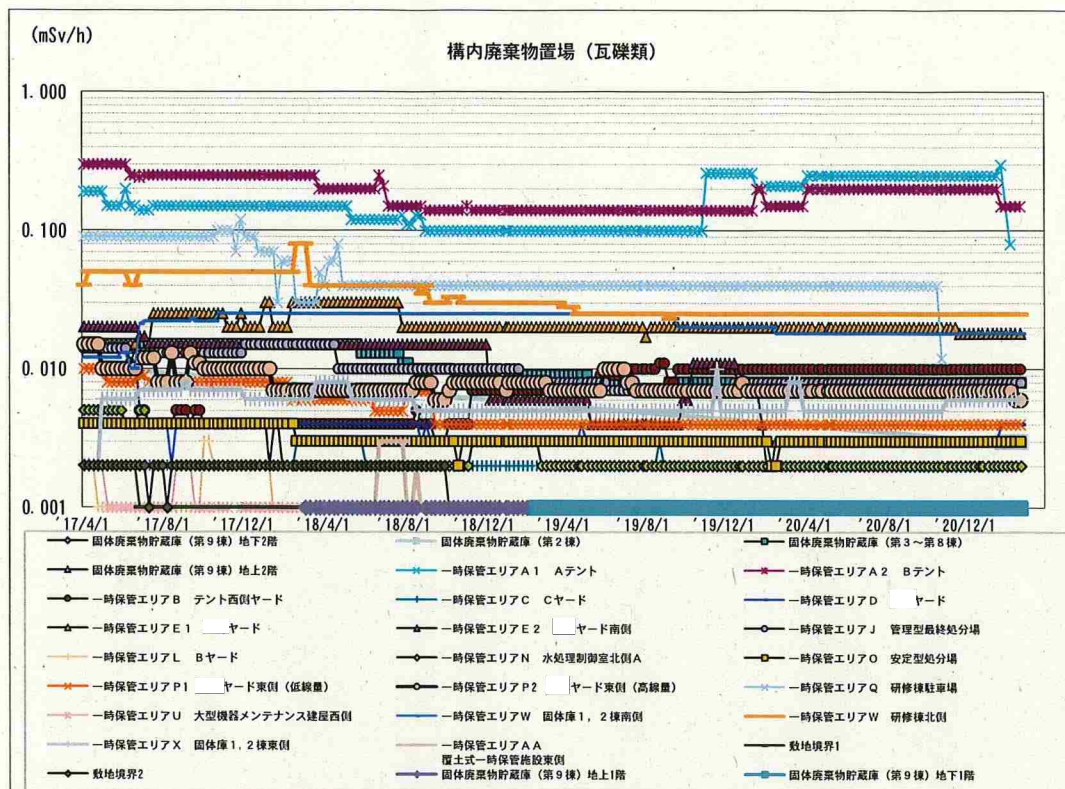 (mSv/h)
構内廃棄物置場（瓦礫類）
1.000
0.100
0.010
0.001
'17/4/1 '17/8/1 '17/12/1 '18/4/1 '18/8/1 '18/12/1 '19/4/1 '19/8/1 '19/12/1 '20/4/1 '20/8/1 '20/12/1
固体廃棄物貯蔵庫（第９棟）地下2階 固体廃棄物貯蔵庫（第２棟） 固体廃棄物貯蔵庫（第３～第８棟）
固体廃棄物貯蔵庫（第９棟）地上2階 一時保管エリアＡ１ Ａテント 一時保管エリアＡ２ Ｂテント
一時保管エリアＢ テント西側ヤード 一時保管エリアＣ Ｃヤード 一時保管エリアＤ ヤード
一時保管エリアＥ１ ヤード 一時保管エリアＥ２ ヤード南側 一時保管エリアＪ 管理型最終処分場
一時保管エリアＬ Ｂヤード 一時保管エリアＮ 水処理制御室北側Ａ 一時保管エリアＯ 安定型処分場
一時保管エリアＰ１ ヤード東側（低線量） 一時保管エリアＰ２ ヤード東側（高線量） 一時保管エリアＱ 研修棟駐車場
一時保管エリアＵ 大型機器メンテナンス建屋西側 一時保管エリアＷ 固体庫１，２棟南側 一時保管エリアＷ 研修棟北側
一時保管エリアＸ 固体庫１，２棟東側 一時保管エリアＡＡ 敷地境界1
覆土式一時保管施設東側
敷地境界2 固体廃棄物貯蔵庫（第９棟）地上1階 固体廃棄物貯蔵庫（第９棟）地下1階